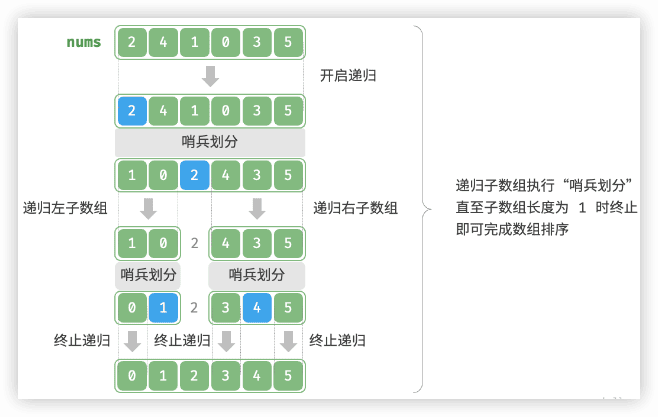 nums 2 4 1 0 3 5
开启递归
2 4 1 0 3 5
哨兵划分
1 0 2 4 3 5
递归左子数组 递归右子数组
1 0 2 4 3 5
哨兵划分 哨兵划分
0 1 2 3 4 5
终止递归 终止递归 终止递归
0 1 2 3 4 5
递归子数组执行“哨兵划分”
直至子数组长度为 1 时终止
即可完成数组排序